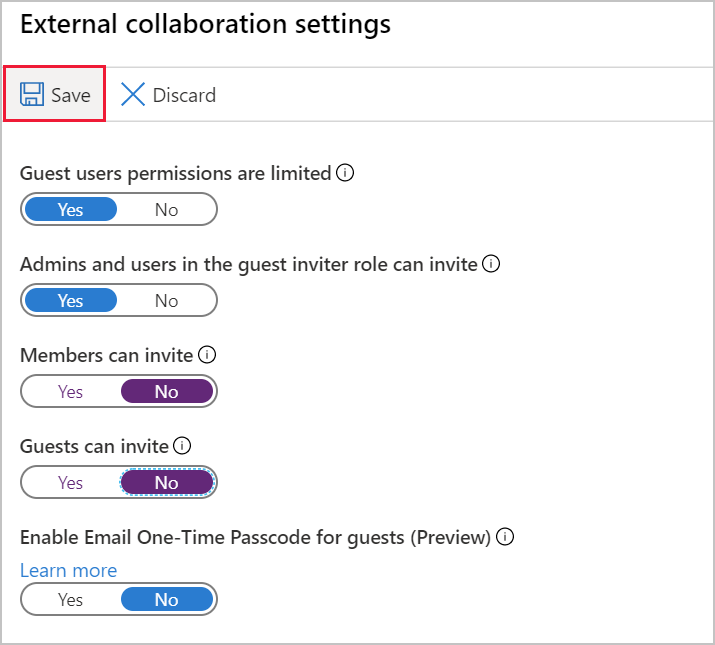 External collaboration settings
Save Discard
Guest users permissions are limited
Yes No
Admins and users in the guest inviter role can invite
Yes No
Members can invite
Yes No
Guests can invite
Yes No
Enable Email One-Time Passcode for guests (Preview)
Learn more
Yes No